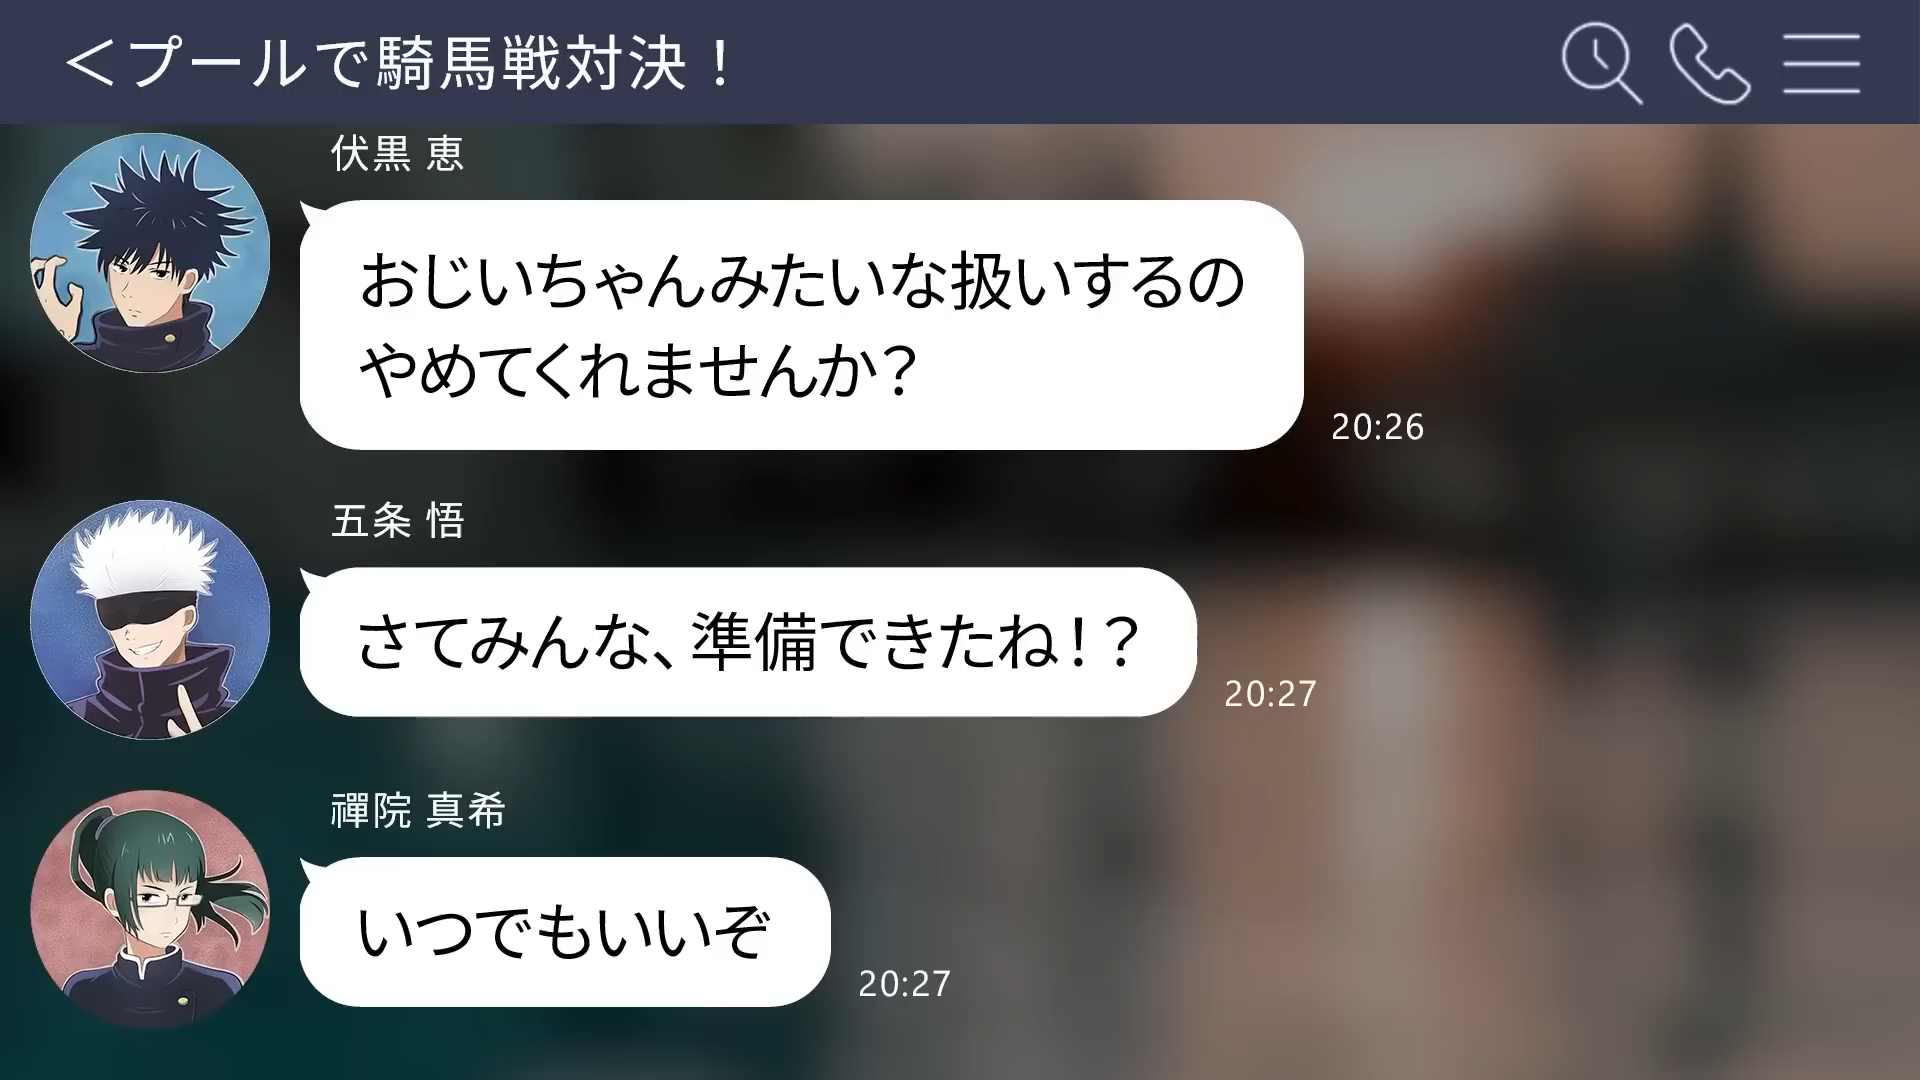 ＜プールで騎馬戦対決！
伏黒 恵
おじいちゃんみたいな扱いするの
やめてくれませんか？
20:26
五条 悟
さてみんな、準備できたね！？
20:27
禪院 真希
いつでもいいぞ
20:27